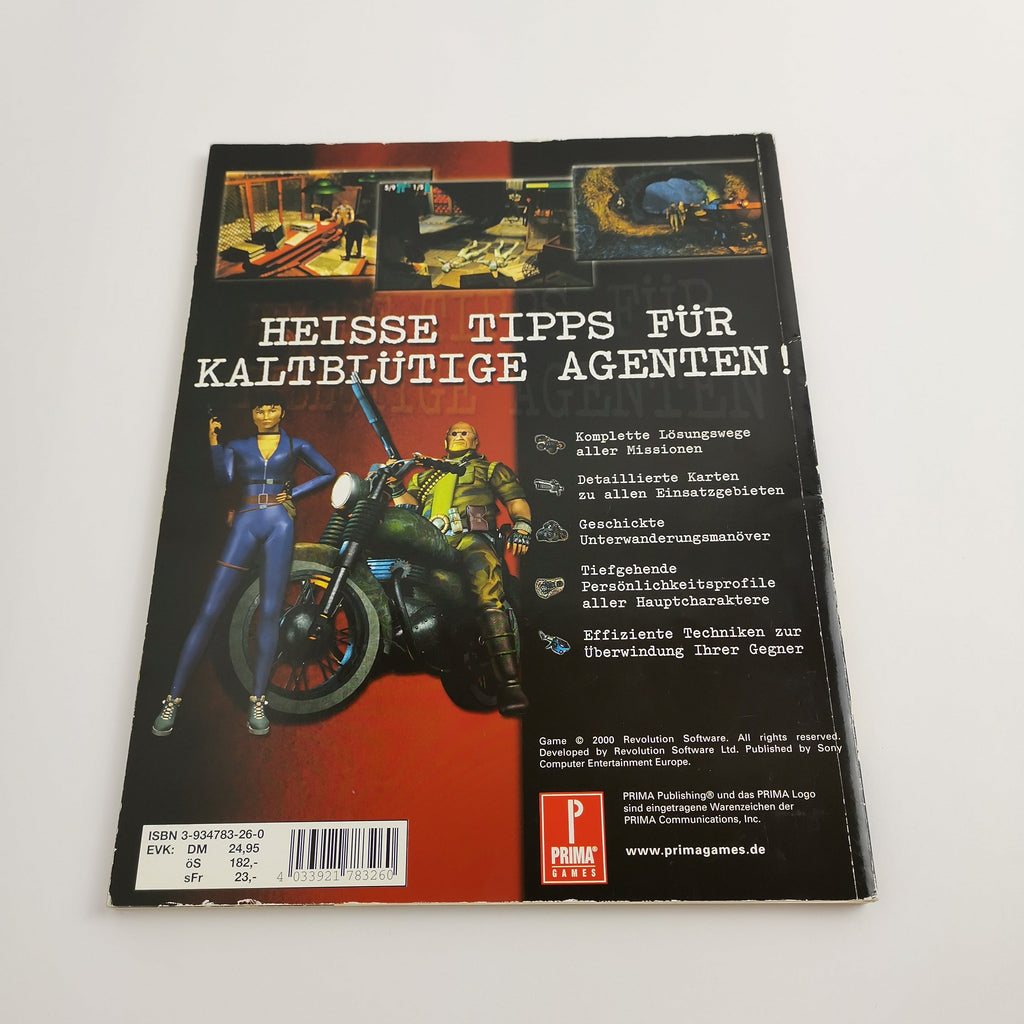 5/9 1/5
HEISSE TIPPS FÜR
KALTBLÜTIGE AGENTEN!
Komplette Lösungswege
aller Missionen
Detaillierte Karten
zu allen Einsatzgebieten
Geschickte
Unterwanderungsmanöver
Tiefgehende
Persönlichkeitsprofile
aller Hauptcharaktere
Effiziente Techniken zur
Überwindung Ihrer Gegner
Game © 2000 Revolution Software. All rights reserved.
Developed by Revolution Software Ltd. Published by Sony
Computer Entertainment Europe.
PRIMA Publishing® und das PRIMA Logo
sind eingetragene Warenzeichen der
PRIMA Communications, Inc.
www.primagames.de
P
PRIMA®
GAMES
ISBN 3-934783-26-0
EVK: DM 24,95
öS 182,-
sFr 23,-
4 033921 783260